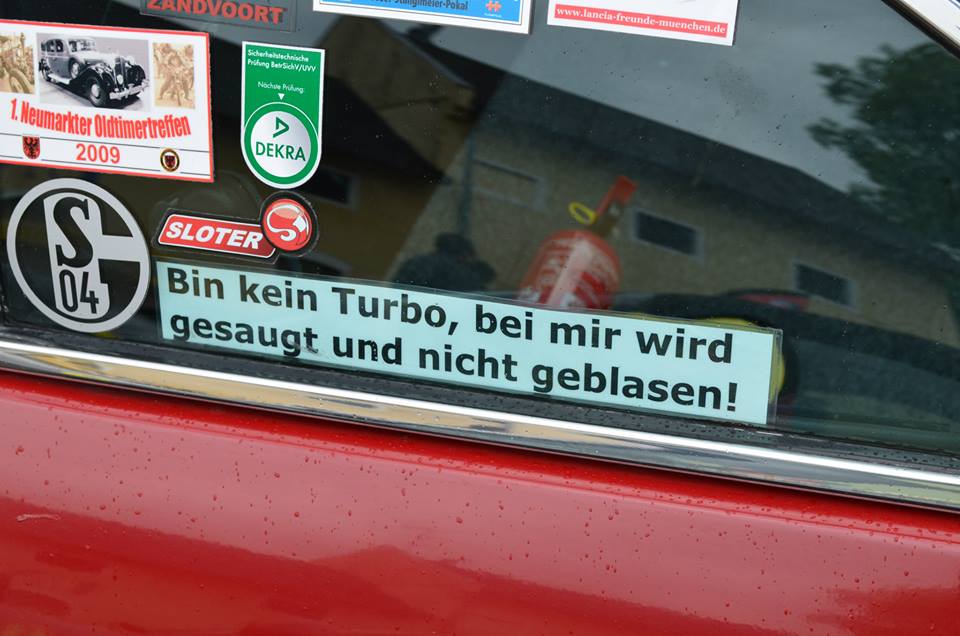 ZANDVOORT
www.lancia-freunde-muenchen.de
1. Neumarkter Oldtimertreffen
2009
Sicherheitstechnische
Prüfung BetrSichV/UVV
Nächste Prüfung:
DEKRA
S
04
SLOTER
Bin kein Turbo, bei mir wird
gesaugt und nicht geblasen!